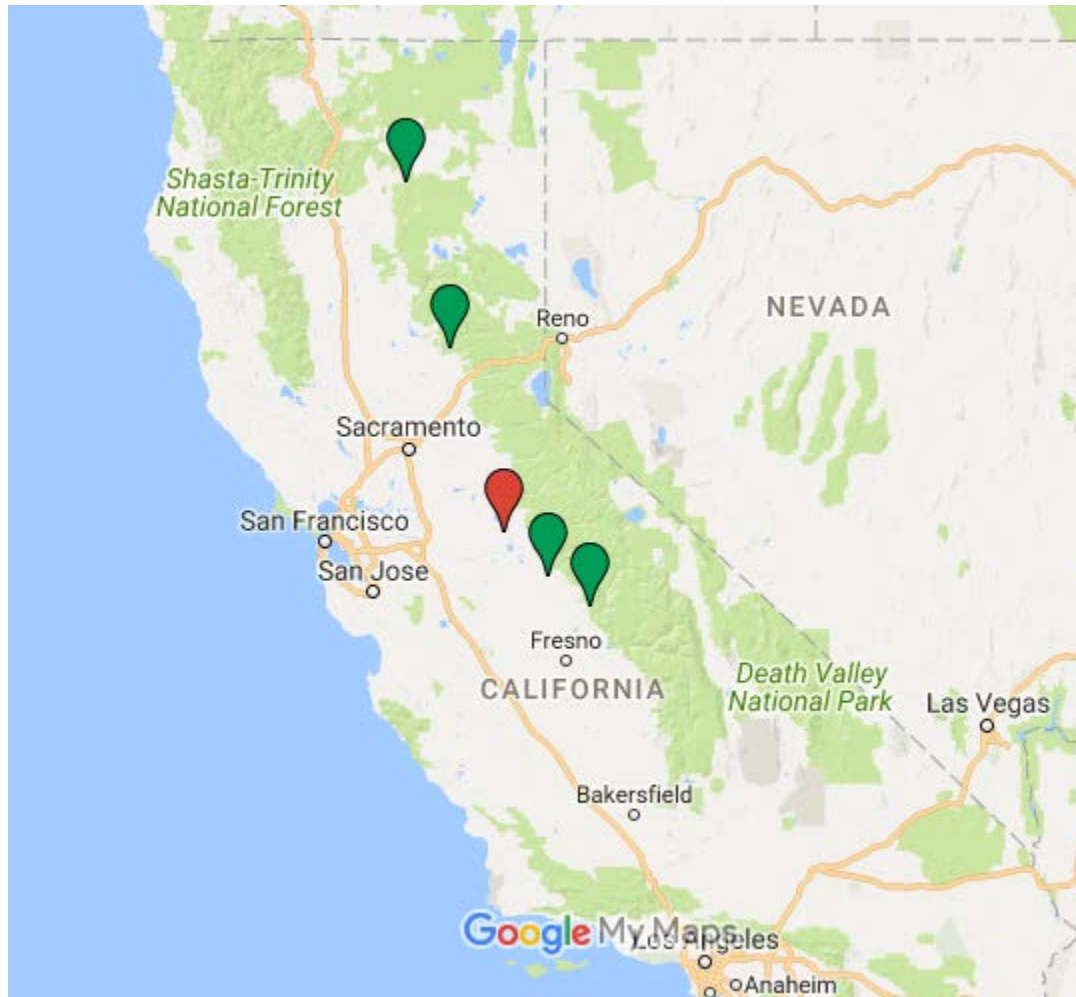 Shasta-Trinity
National Forest
Reno
NEVADA
Sacramento
San Francisco
San Jose
Fresno
CALIFORNIA
Death Valley
National Park
Las Vegas
Bakersfield
Google My Maps
Los Angeles
Anaheim